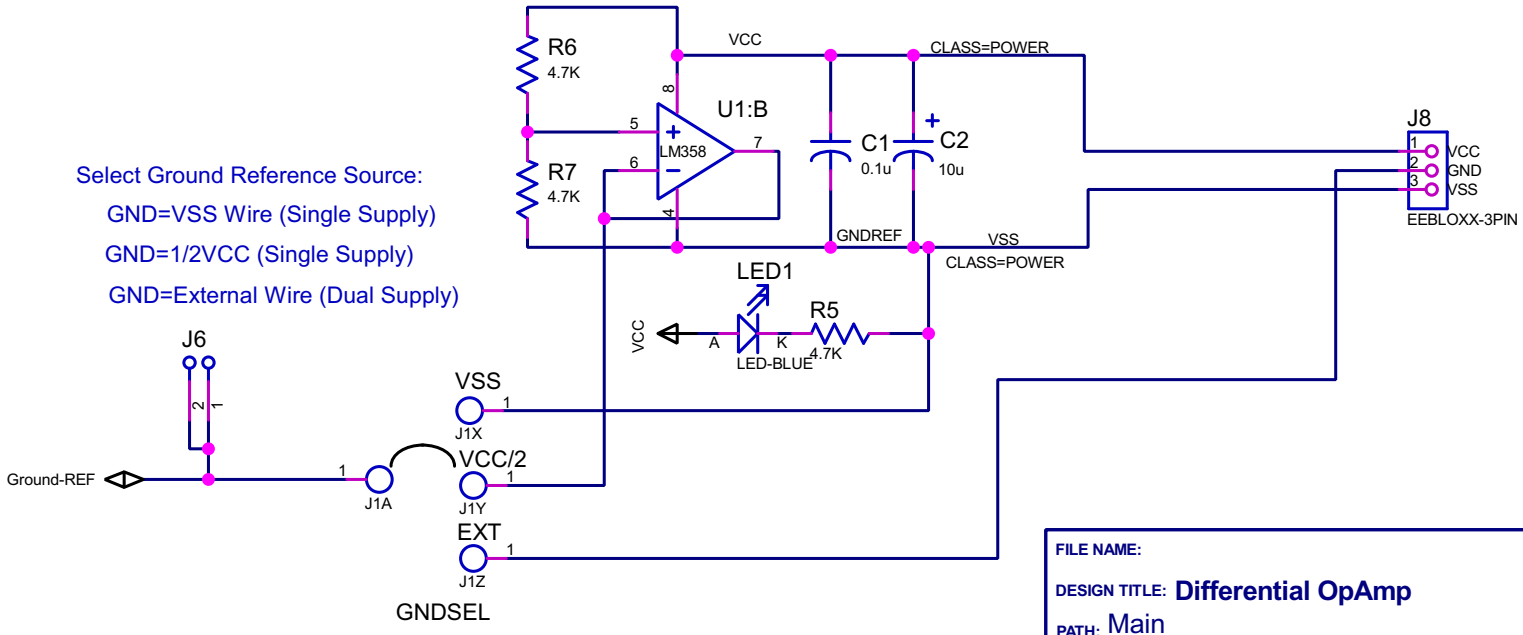 R6
4.7K
VCC
CLASS=POWER
8
U1:B
5
+
LM358
7
6
−
4
R7
4.7K
C1
0.1u
+
C2
10u
J8
1
VCC
2
GND
3
VSS
EEBLOXX-3PIN
Select Ground Reference Source:
GND=VSS Wire (Single Supply)
GND=1/2VCC (Single Supply)
GND=External Wire (Dual Supply)
GNDREF
VSS
CLASS=POWER
LED1
VCC
A
K
LED-BLUE
R5
4.7K
J6
2
1
VSS
1
J1X
Ground-REF
1
J1A
VCC/2
1
J1Y
EXT
1
J1Z
GNDSEL
FILE NAME:
DESIGN TITLE: Differential OpAmp
PATH: Main